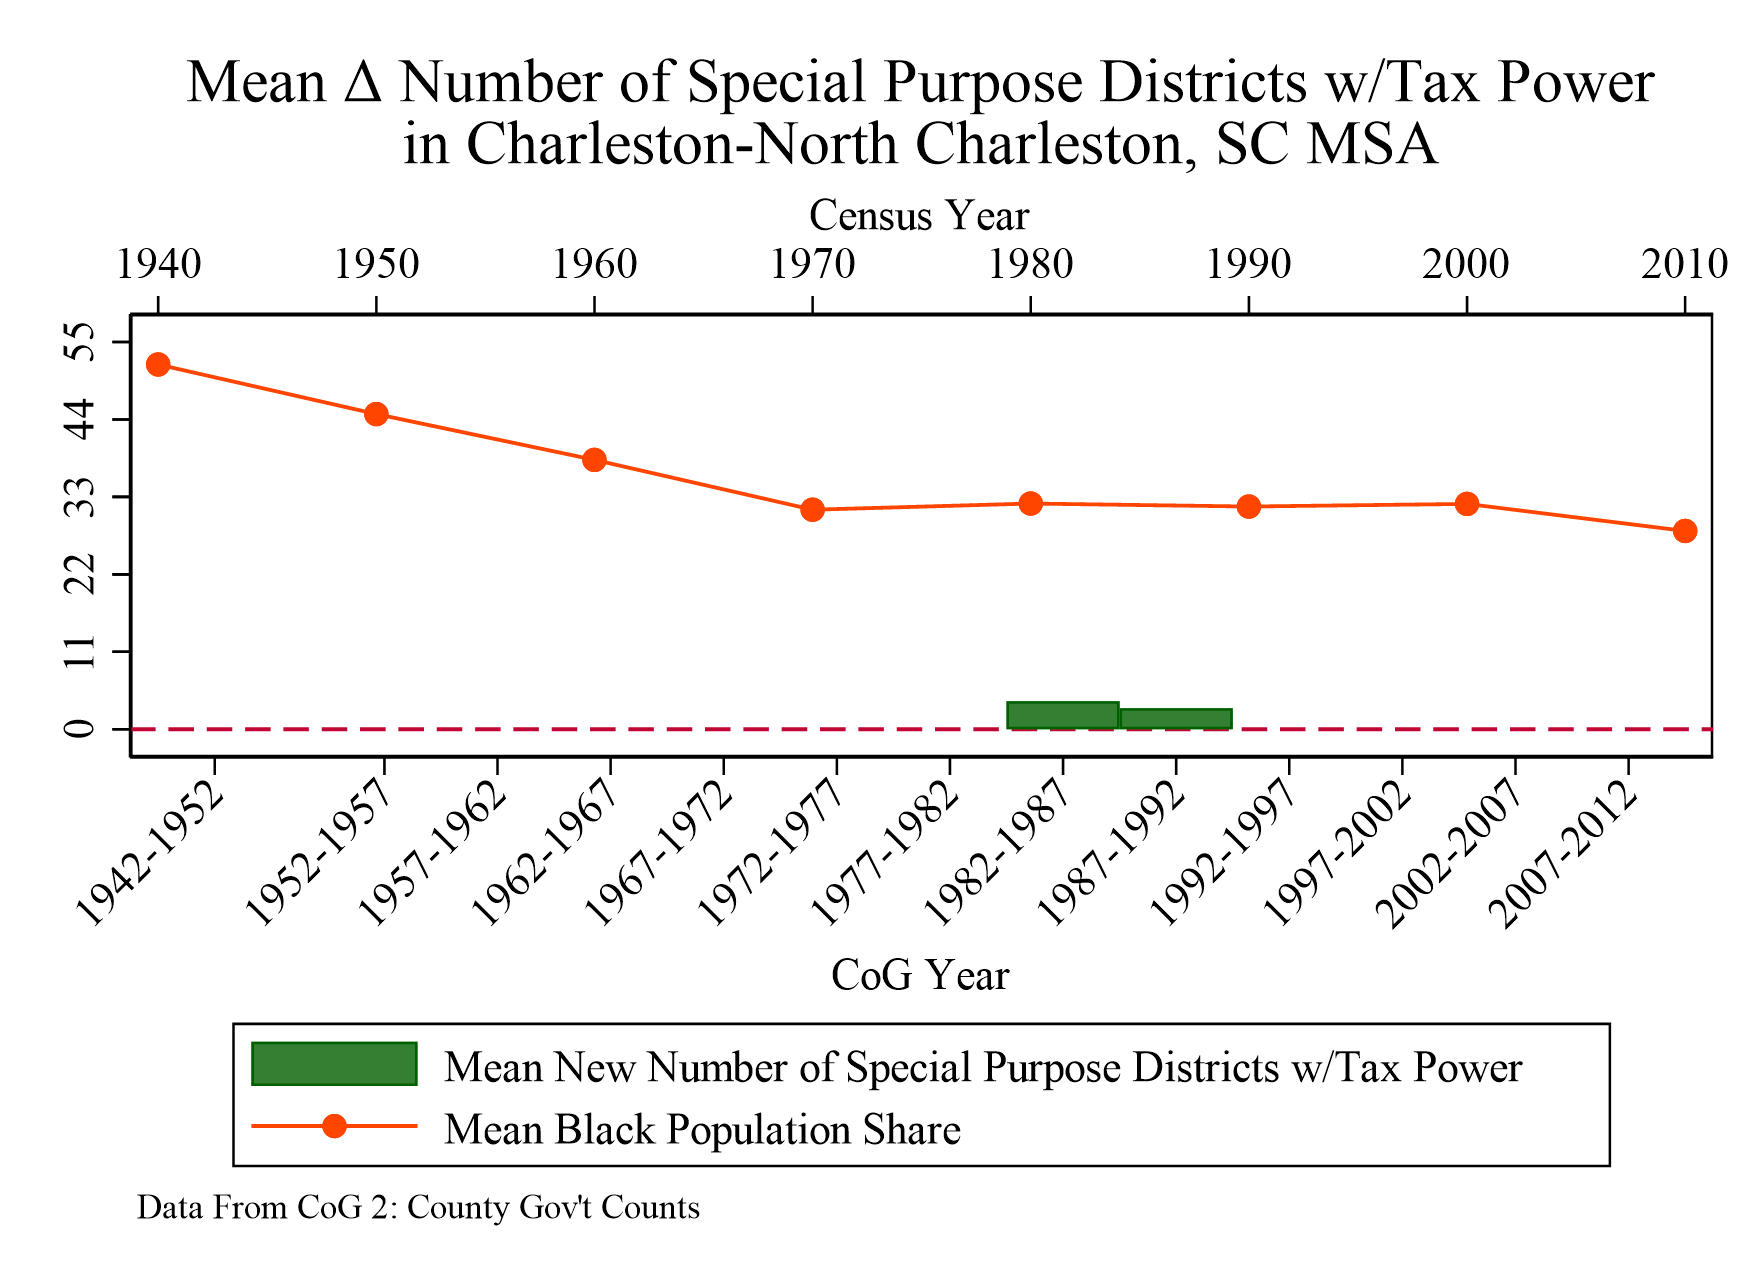 Mean Δ Number of Special Purpose Districts w/Tax Power
in Charleston-North Charleston, SC MSA
Census Year
1940 1950 1960 1970 1980 1990 2000 2010
55
44
33
22
11
0
1942-1952 1952-1957 1957-1962 1962-1967 1967-1972 1972-1977 1977-1982 1982-1987 1987-1992 1992-1997 1997-2002 2002-2007 2007-2012
CoG Year
Mean New Number of Special Purpose Districts w/Tax Power
Mean Black Population Share
Data From CoG 2: County Gov't Counts